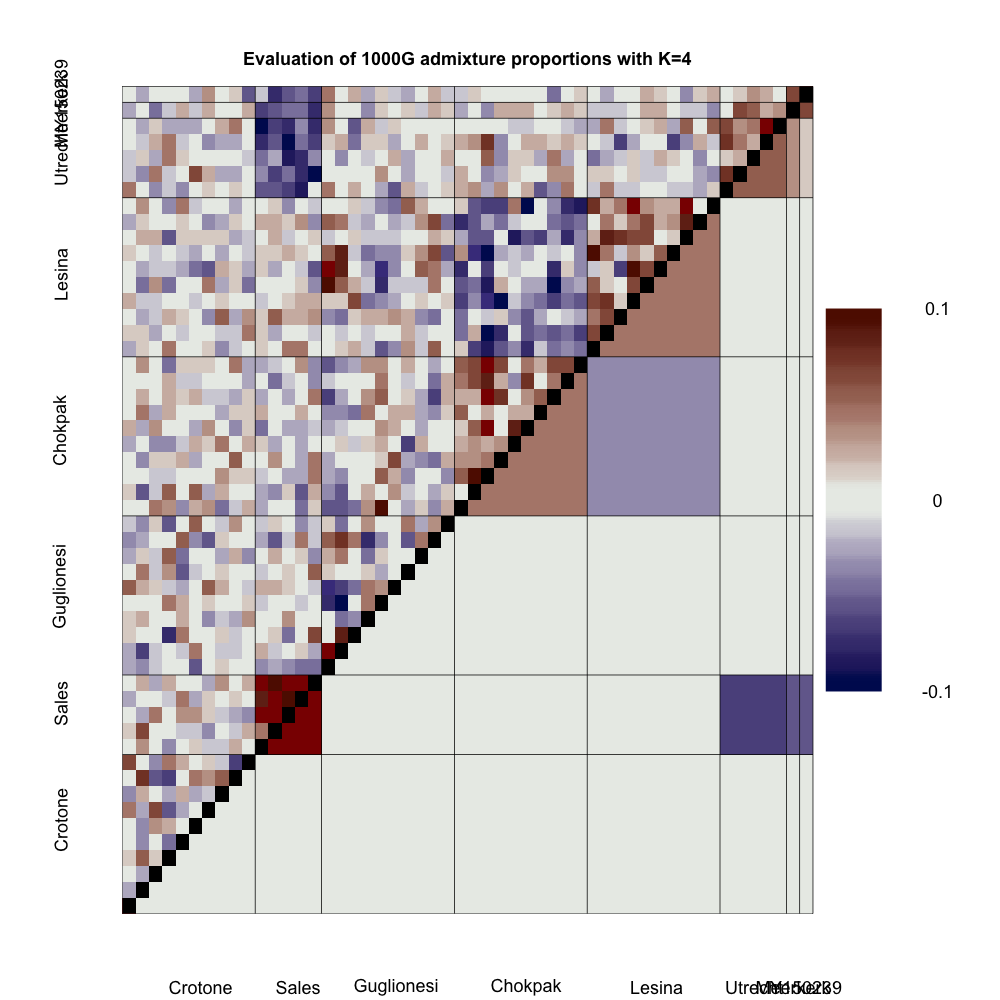 Evaluation of 1000G admixture proportions with K=4
Lesina
Chokpak
Guglionesi
Sales
Crotone
0.1
0
-0.1
Crotone
Sales
Guglionesi
Chokpak
Lesina